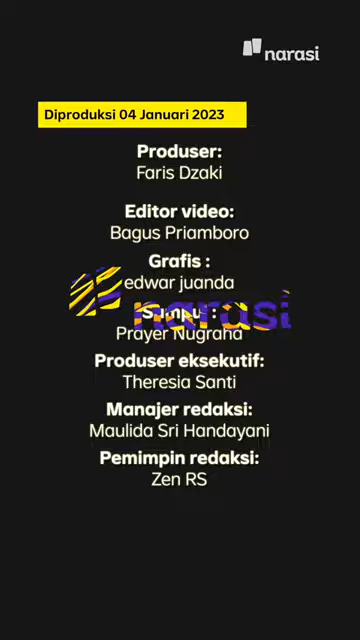 narasi
Diproduksi 04 Januari 2023
Produser:
Faris Dzaki
Editor video:
Bagus Priamboro
Grafis :
edwar juanda
narasi
Prayer Nugraha
Produser eksekutif:
Theresia Santi
Manajer redaksi:
Maulida Sri Handayani
Pemimpin redaksi:
Zen RS